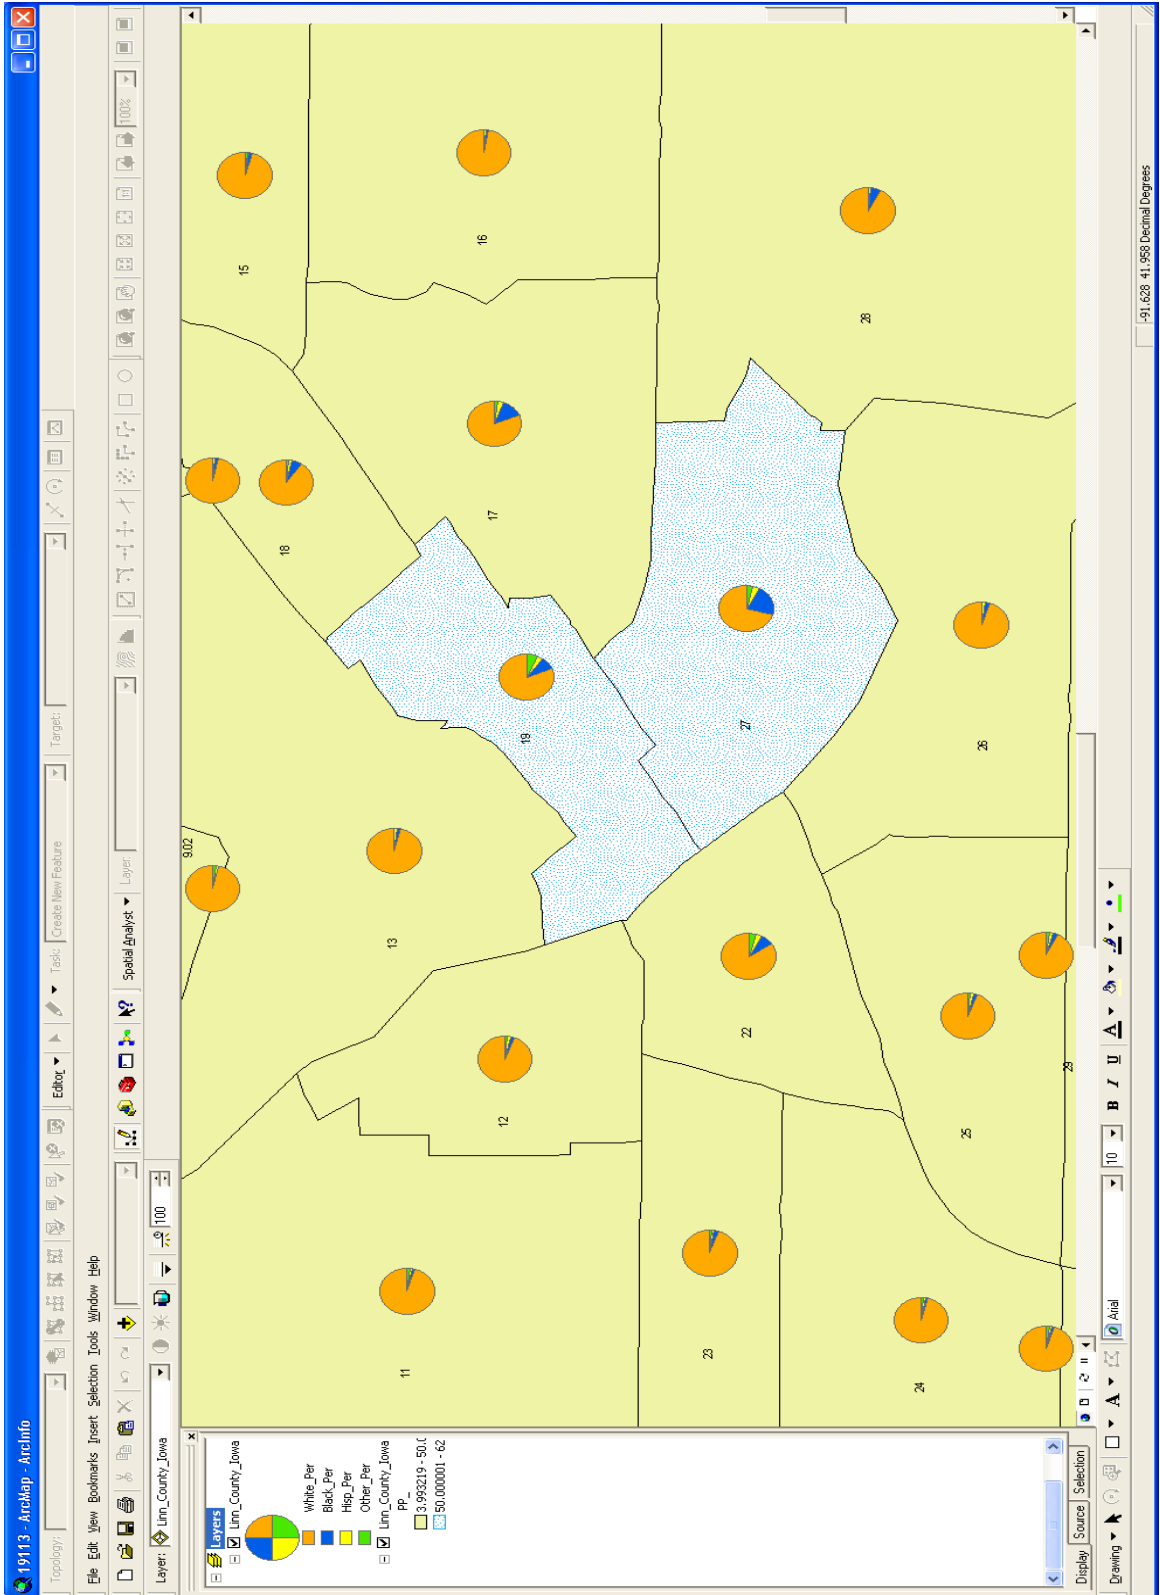 19113 - ArcMap - ArcInfo
Topology:
Editor
Task: Create New Feature
Target:
File Edit View Bookmarks Insert Selection Tools Window Help
Spatial Analyst
Layer:
100%
Layer: Linn_County_Iowa
100
Layers
Linn_County_Iowa
White_Per
Black_Per
Hisp_Per
Other_Per
Linn_County_Iowa
PP_
3.993219 - 50.0
50.000001 - 62
Display Source Selection
9.02
15
18
13
11
16
17
19
12
28
27
22
23
26
25
24
29
Drawing
A
Arial
10
B I U
A
-91.628 41.958 Decimal Degrees